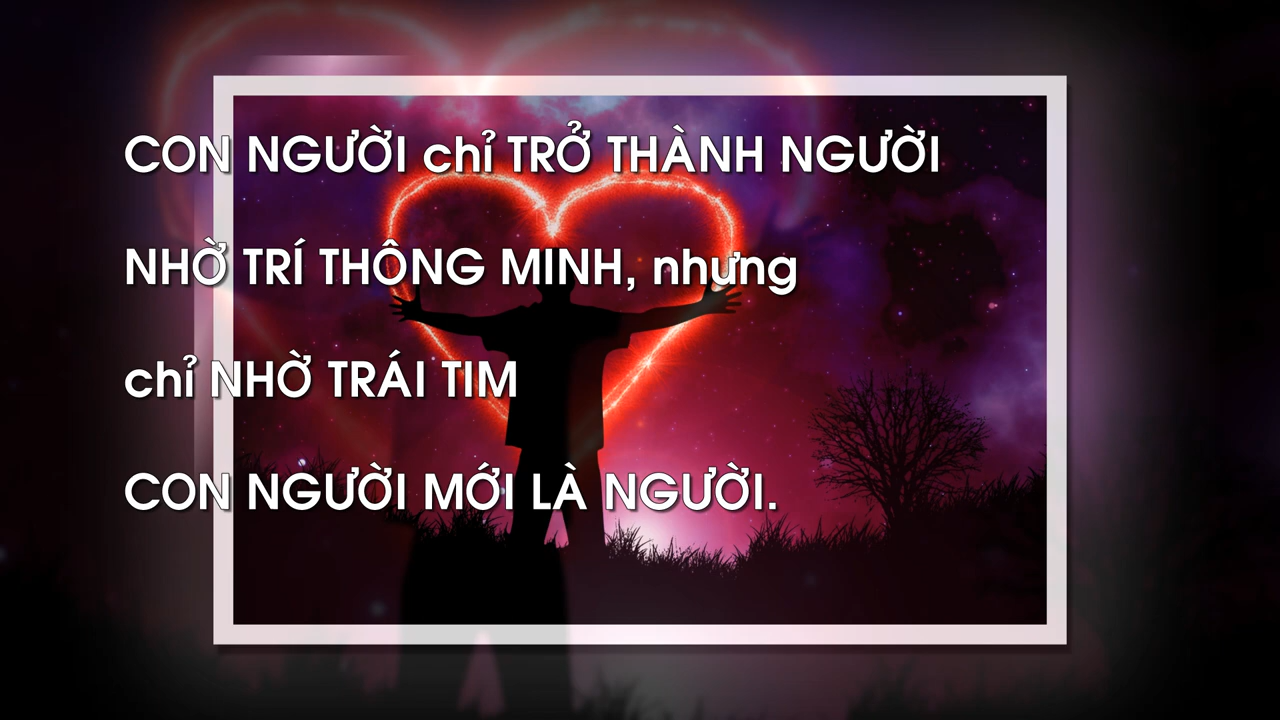 CON NGƯỜI chỉ TRỞ THÀNH NGƯỜI
NHỜ TRÍ THÔNG MINH, nhưng
chỉ NHỜ TRÁI TIM
CON NGƯỜI MỚI LÀ NGƯỜI.